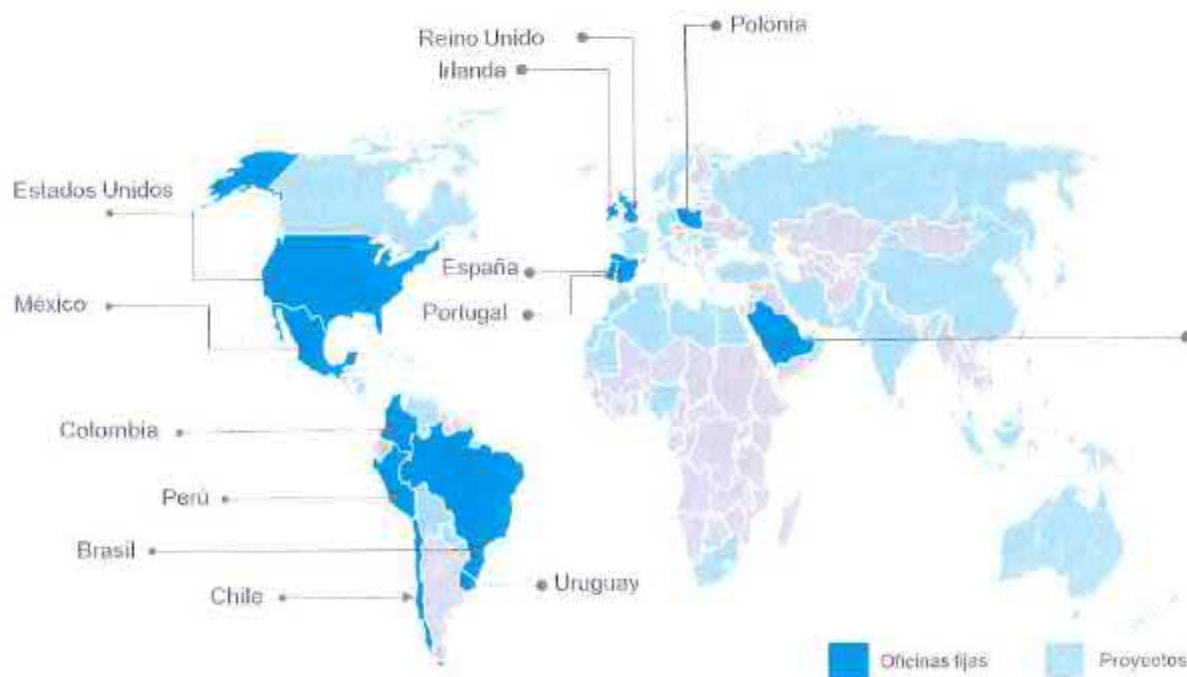 Polonia
Reino Unido
Irlanda
Estados Unidos
España
México
Portugal
Colombia
Perú
Brasil
Chile
Uruguay
Oficinas fijas
Proyectos